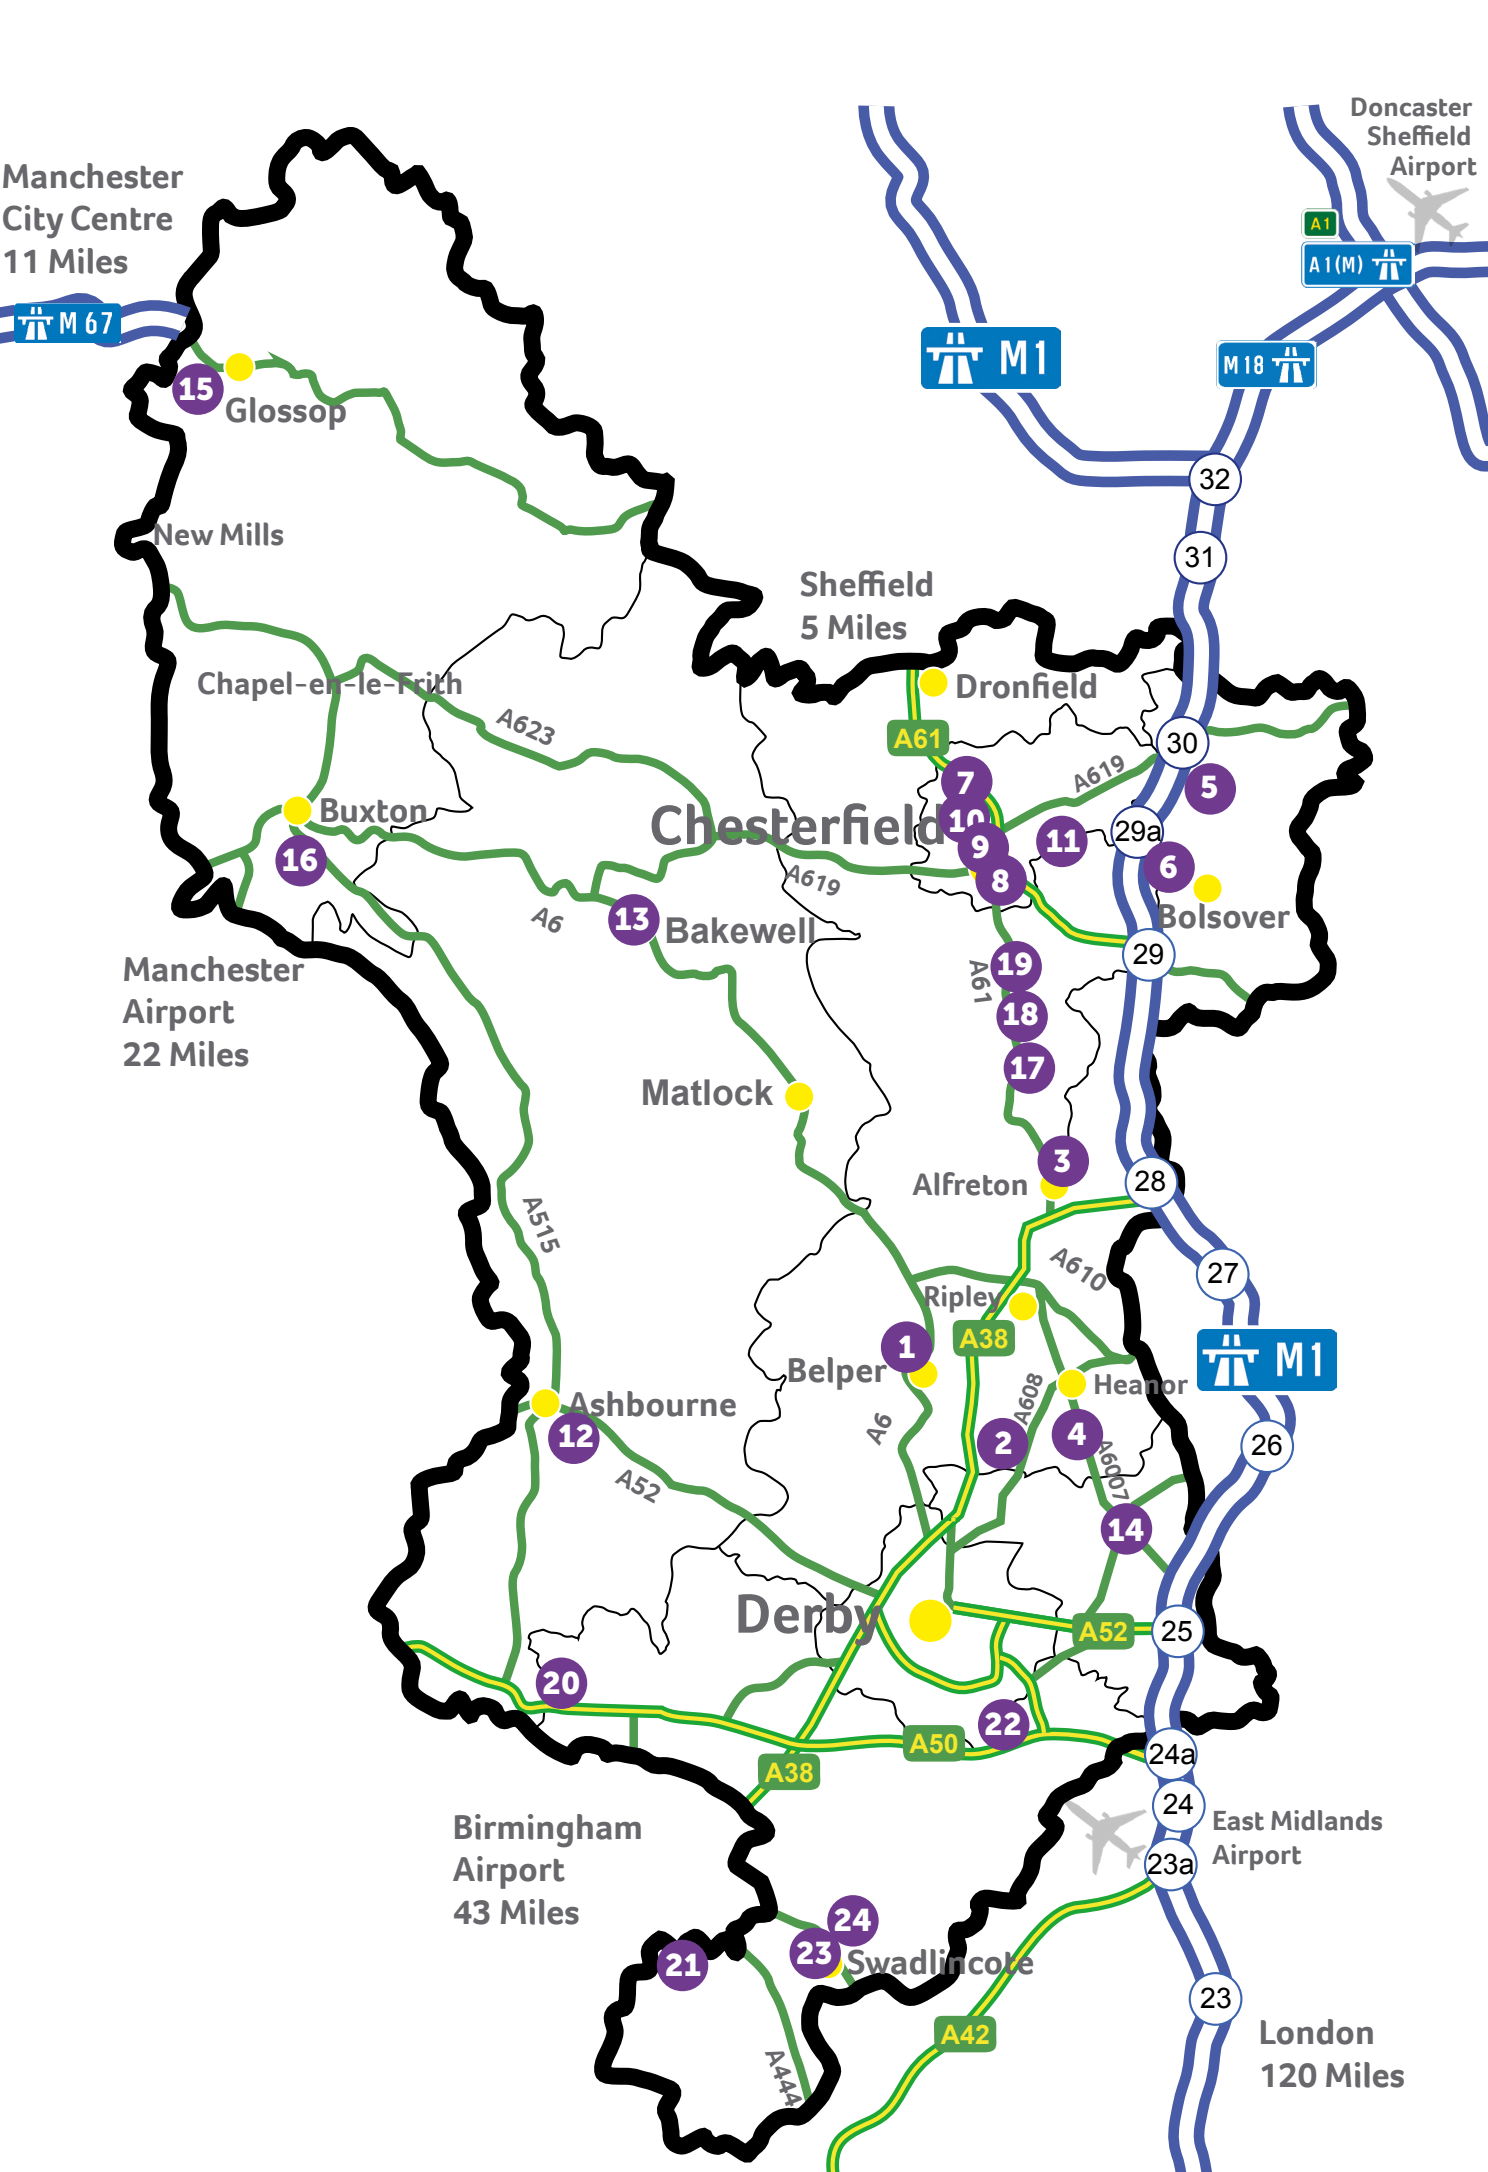 Doncaster
Sheffield
Airport
Manchester
City Centre
11 Miles
A1
A1(M)
M 67
M1
M18
15
Glossop
32
New Mills
31
Sheffield
5 Miles
Chapel-en-le-Frith
Dronfield
A623
A61
30
A619
7
5
Buxton
Chesterfield
10
29a
11
9
16
6
A619
8
Bolsover
A6
13
Bakewell
29
Manchester
Airport
22 Miles
A61
19
18
17
Matlock
3
Alfreton
28
A515
A610
27
Ripley
A38
1
M1
Belper
Heanor
A608
Ashbourne
12
A6
2
4
26
A52
A6007
14
Derby
A52
25
20
22
A50
24a
A38
24
Birmingham
Airport
43 Miles
East Midlands
Airport
23a
24
23
21
Swadlincote
23
A42
London
120 Miles
A444